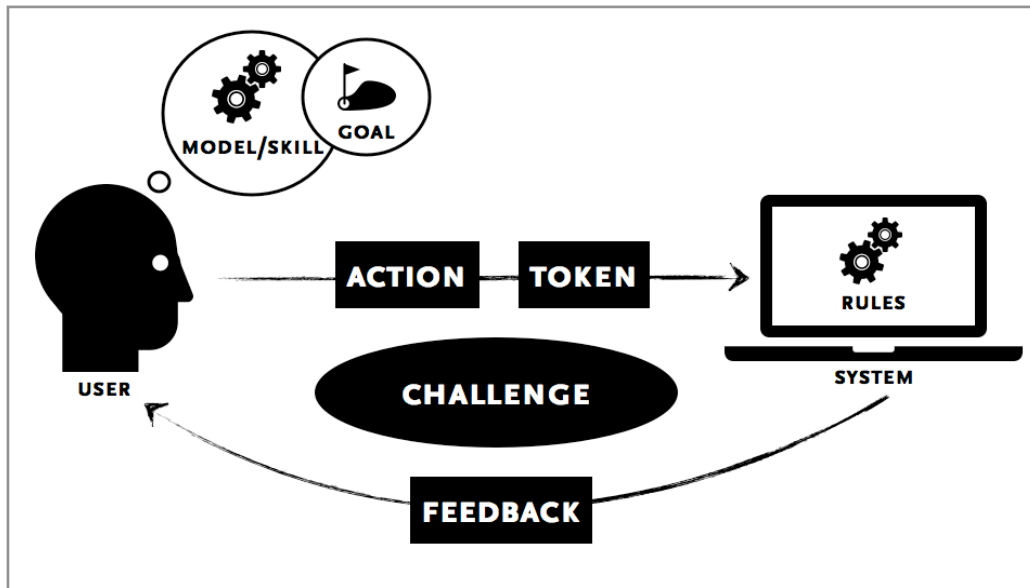 MODEL/SKILL
GOAL
ACTION
TOKEN
RULES
USER
CHALLENGE
SYSTEM
FEEDBACK